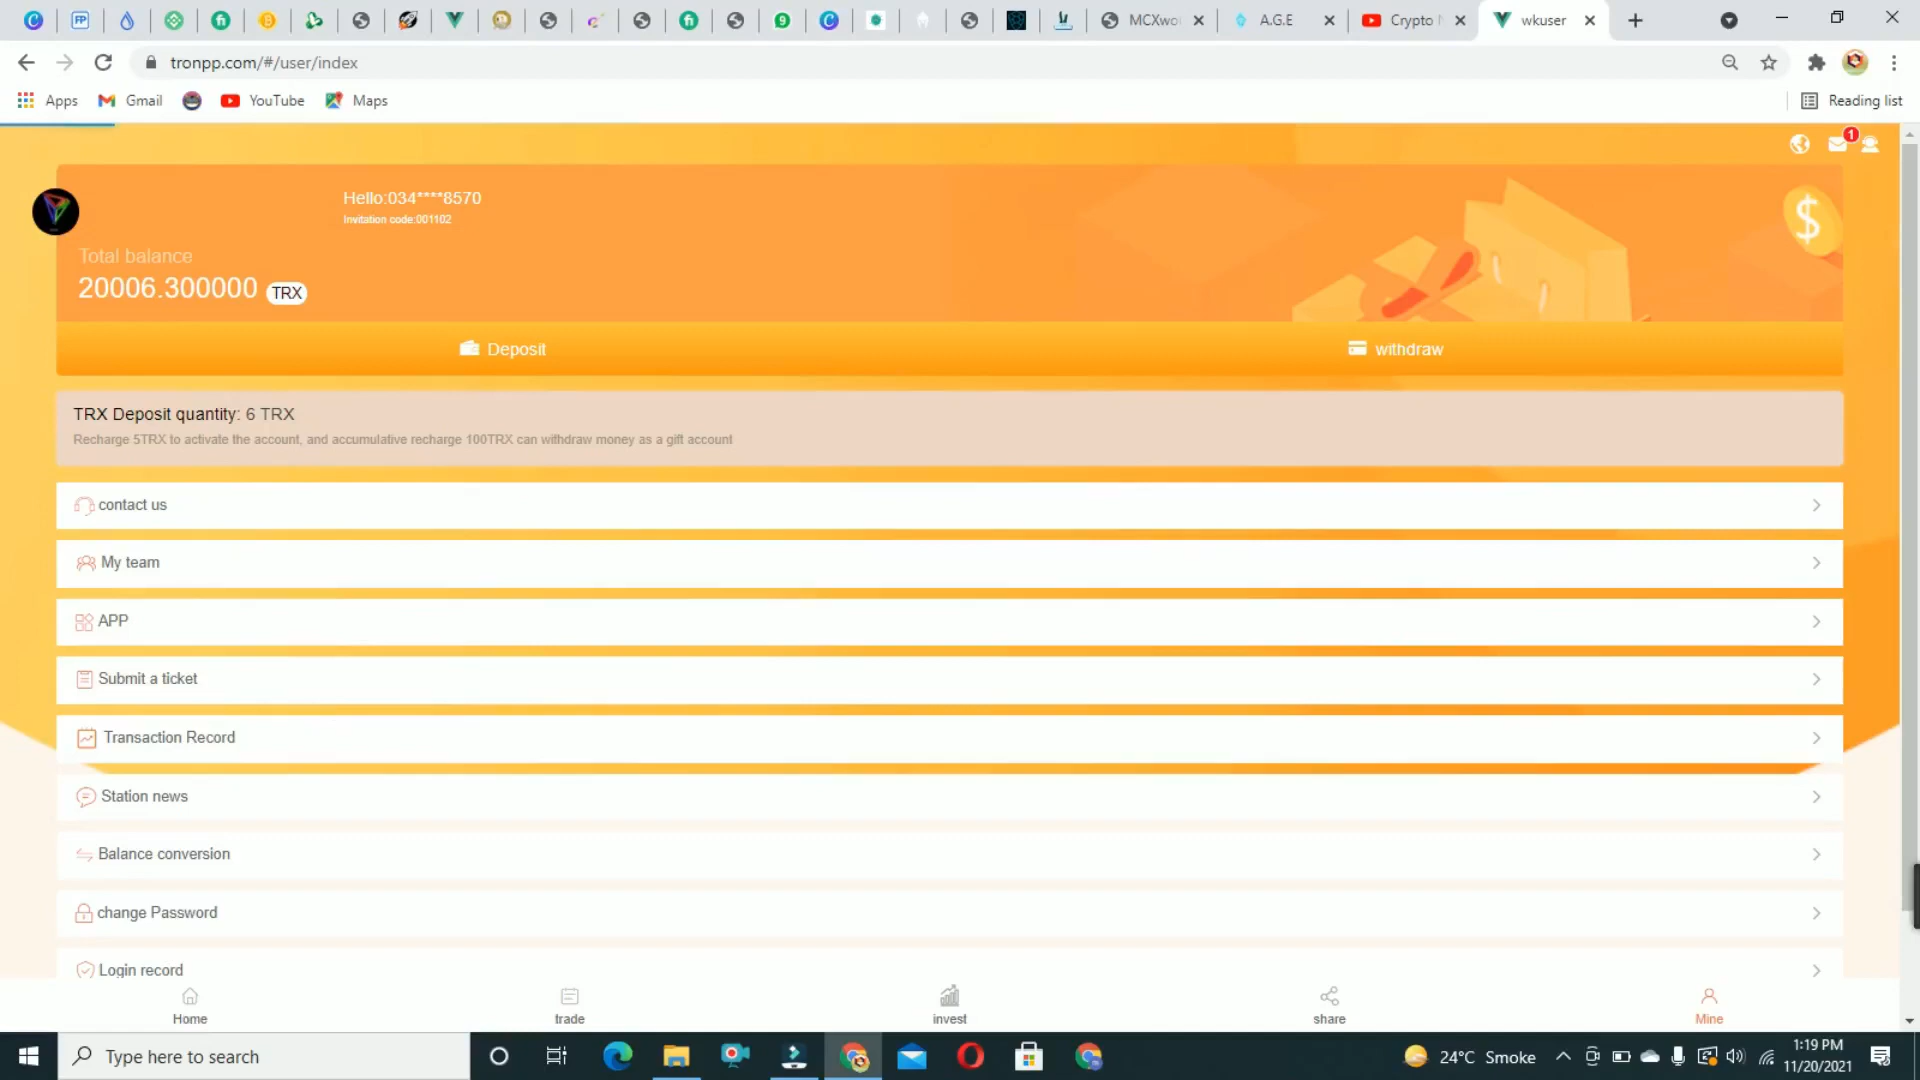 MCXwo
A.G.E
Crypto
wkuser
tronpp.com/#/user/index
Apps
Gmail
YouTube
Maps
Reading list
1
Hello:034****8570
Invitation code:001102
Total balance
20006.300000 TRX
Deposit
withdraw
TRX Deposit quantity: 6 TRX
Recharge 5TRX to activate the account, and accumulative recharge 100TRX can withdraw money as a gift account
contact us
My team
APP
Submit a ticket
Transaction Record
Station news
Balance conversion
change Password
Login record
Home
trade
invest
share
Mine
Type here to search
24°C Smoke
1:19 PM
11/20/2021